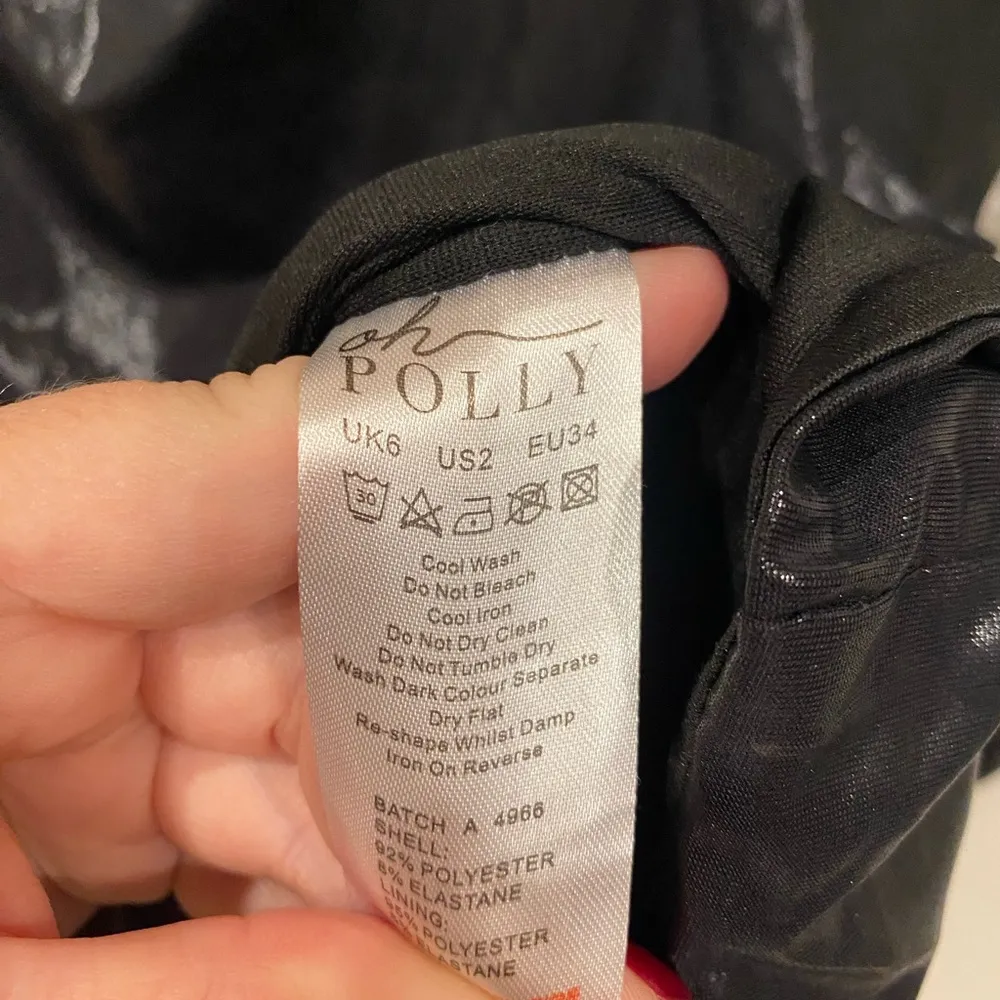 oh
POLLY
UK6 US2 EU34
30
Cool Wash
Do Not Bleach
Cool Iron
Do Not Dry Clean
Do Not Tumble Dry
Wash Dark Colour Separate
Dry Flat
Re-shape Whilst Damp
Iron On Reverse
BATCH A 4966
SHELL:
92% POLYESTER
8% ELASTANE
LINING:
POLYESTER